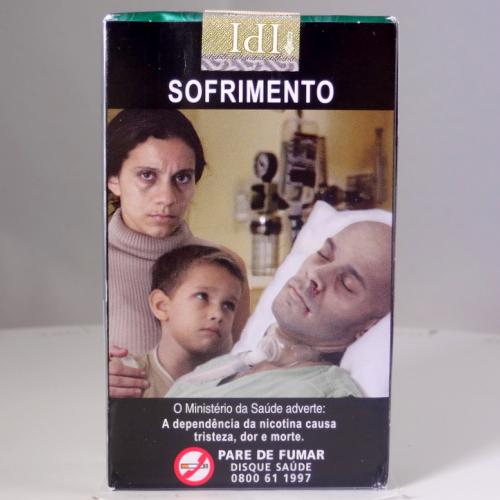 IPI
SOFRIMENTO
O Ministério da Saúde adverte:
A dependência da nicotina causa
tristeza, dor e morte.
PARE DE FUMAR
DISQUE SAÚDE
0800 61 1997